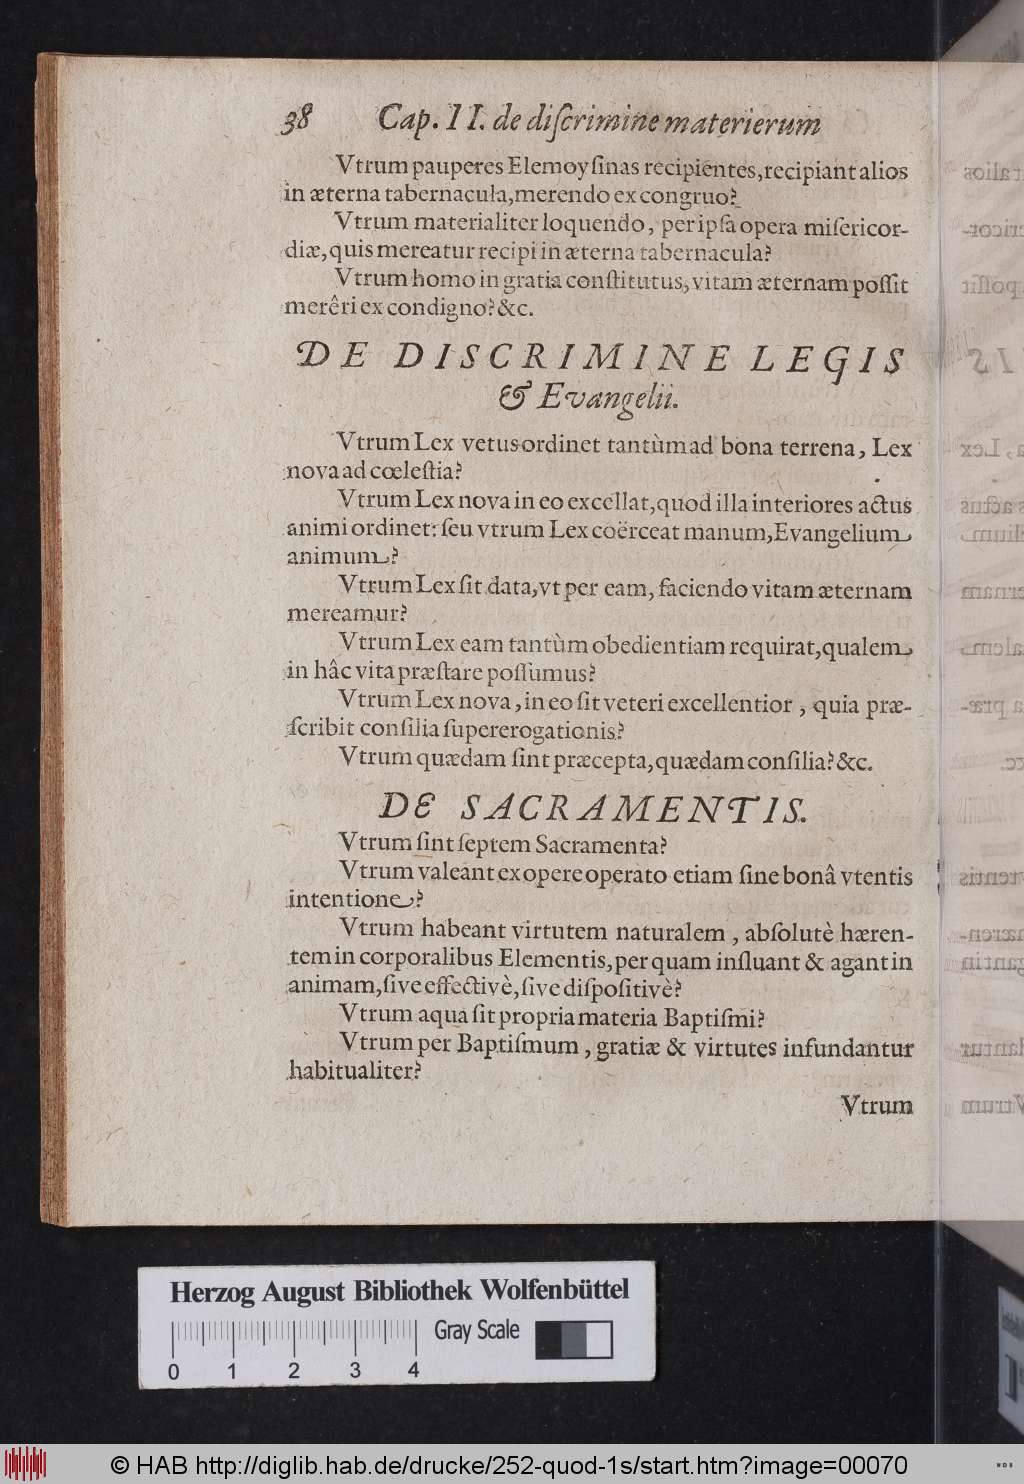 38 Cap. II. de diſcrimine materierum
Vtrum pauperes Elemoyſinas recipientes, recipiant alios
in æterna tabernacula, merendo ex congruo?
Vtrum materialiter loquendo, per ipſa opera miſericor-
diæ, quis mereatur recipi in æterna tabernacula?
Vtrum homo in gratia conſtitutus, vitam æternam poſſit
merêri ex condigno? &c.
DE DISCRIMINE LEGIS
& Evangelii.
Vtrum Lex vetus ordinet tantùm ad bona terrena, Lex
nova ad cœleſtia?
Vtrum Lex nova in eo excellat, quod illa interiores actus
animi ordinet: ſeu vtrum Lex coërceat manum, Evangelium
animum?
Vtrum Lex ſit data, vt per eam, faciendo vitam æternam
mereamur?
Vtrum Lex eam tantùm obedientiam requirat, qualem
in hâc vita præſtare poſſumus?
Vtrum Lex nova, in eo ſit veteri excellentior, quia præ-
ſcribit conſilia ſupererogationis?
Vtrum quædam ſint præcepta, quædam conſilia? &c.
DE SACRAMENTIS.
Vtrum ſint ſeptem Sacramenta?
Vtrum valeant ex opere operato etiam ſine bonâ vtentis
intentione?
Vtrum habeant virtutem naturalem, abſolutè hæren-
tem in corporalibus Elementis, per quam influant & agant in
animam, ſive effectivè, ſive diſpoſitivè?
Vtrum aqua ſit propria materia Baptiſmi?
Vtrum per Baptiſmum, gratiæ & virtutes infundantur
habitualiter?
Vtrum
Herzog August Bibliothek Wolfenbüttel
Gray Scale
0 1 2 3 4
© HAB http://diglib.hab.de/drucke/252-quod-1s/start.htm?image=00070